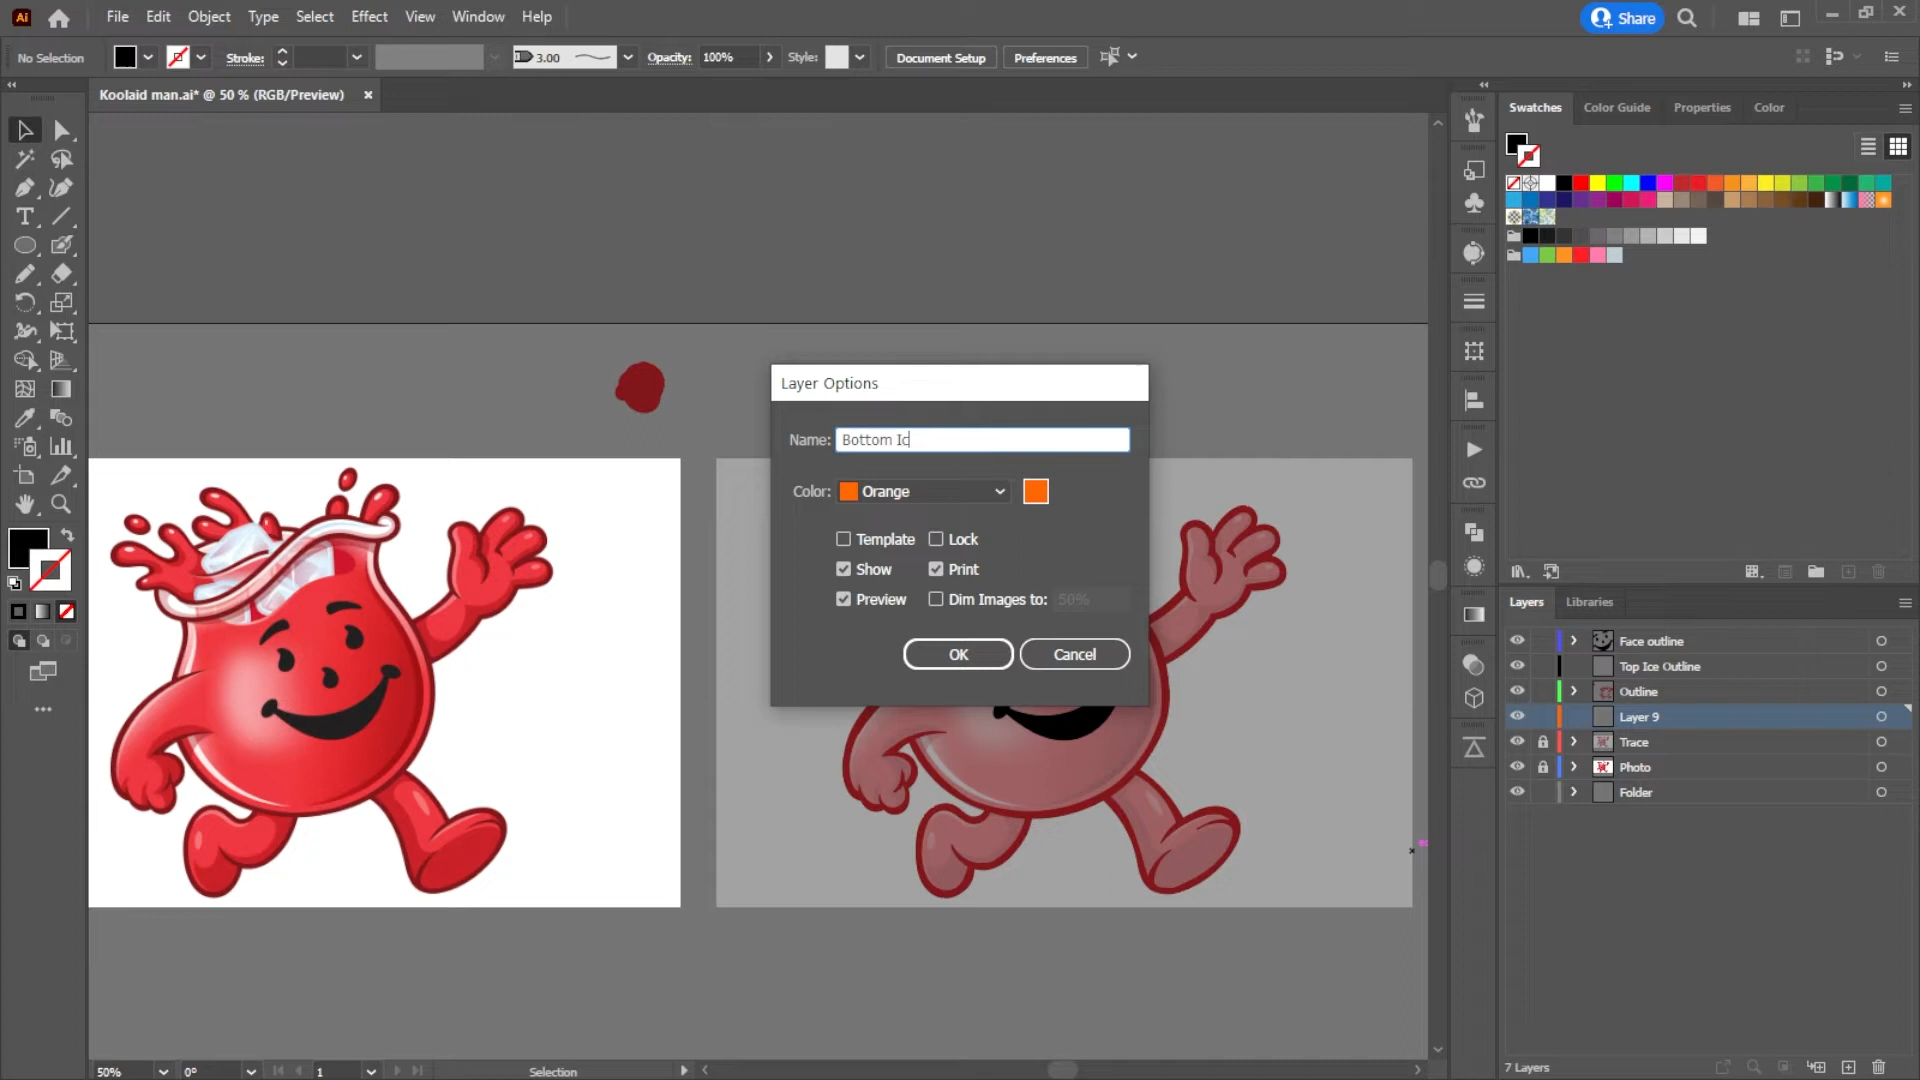 Ai File Edit Object Type Select Effect View Window Help Share
No Selection Stroke: 3.00 Opacity: 100% Style: Document Setup Preferences
Koolaid man.ai* @ 50 % (RGB/Preview) ×
Swatches Color Guide Properties Color
Layer Options
Name: Bottom Ic
Color: Orange
Template Lock
Show Print
Preview Dim Images to: 50%
OK Cancel
Layers Libraries
Face outline
Top Ice Outline
Outline
Layer 9
Trace
Photo
Folder
50% 0° 1 Selection
7 Layers